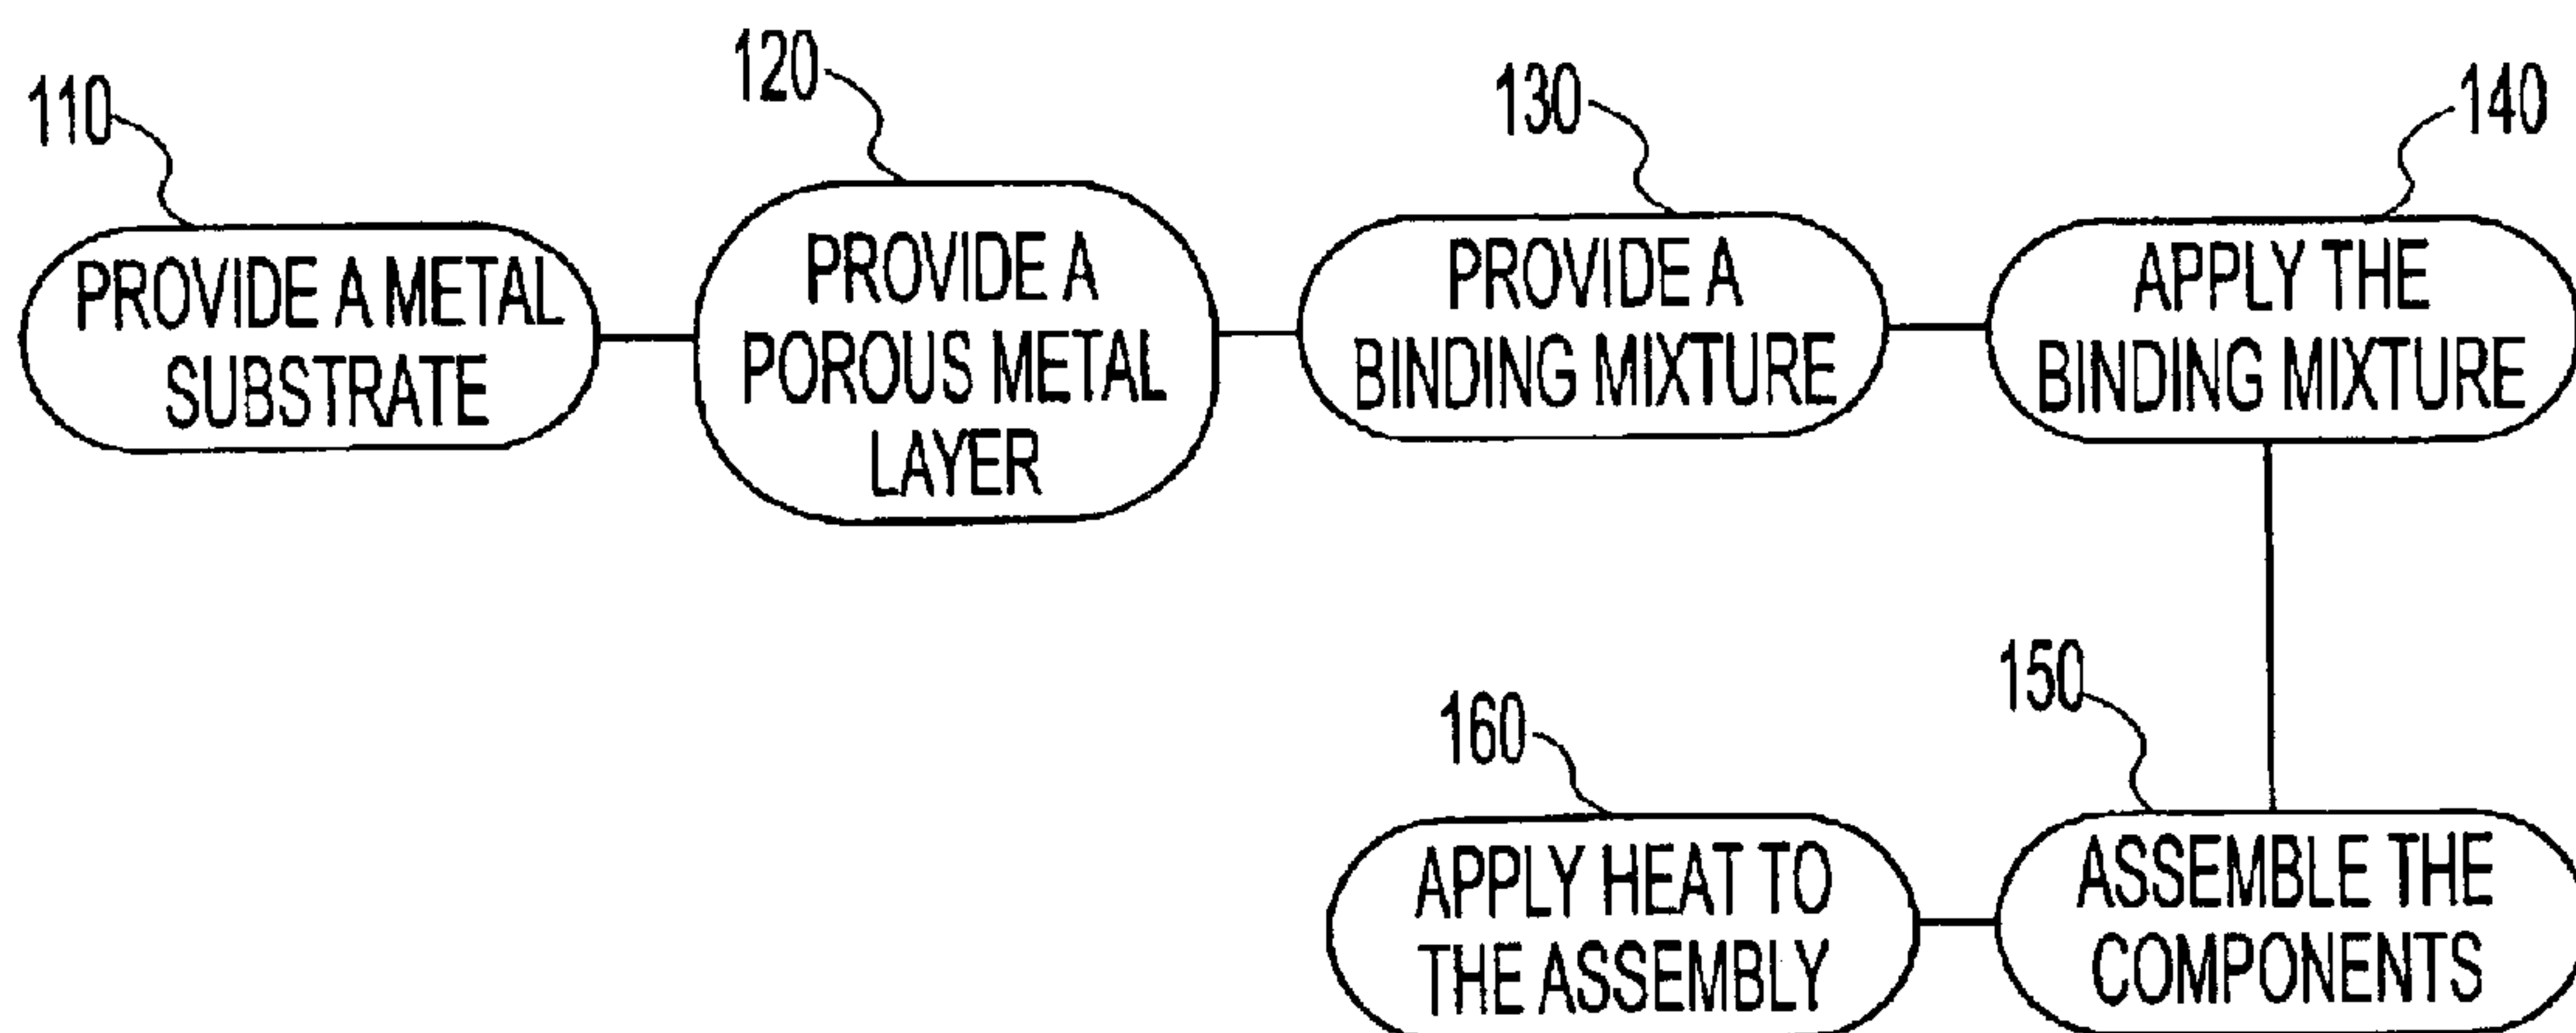 110
PROVIDE A METAL
SUBSTRATE
120
PROVIDE A
POROUS METAL
LAYER
130
PROVIDE A
BINDING MIXTURE
140
APPLY THE
BINDING MIXTURE
150
ASSEMBLE THE
COMPONENTS
160
APPLY HEAT TO
THE ASSEMBLY